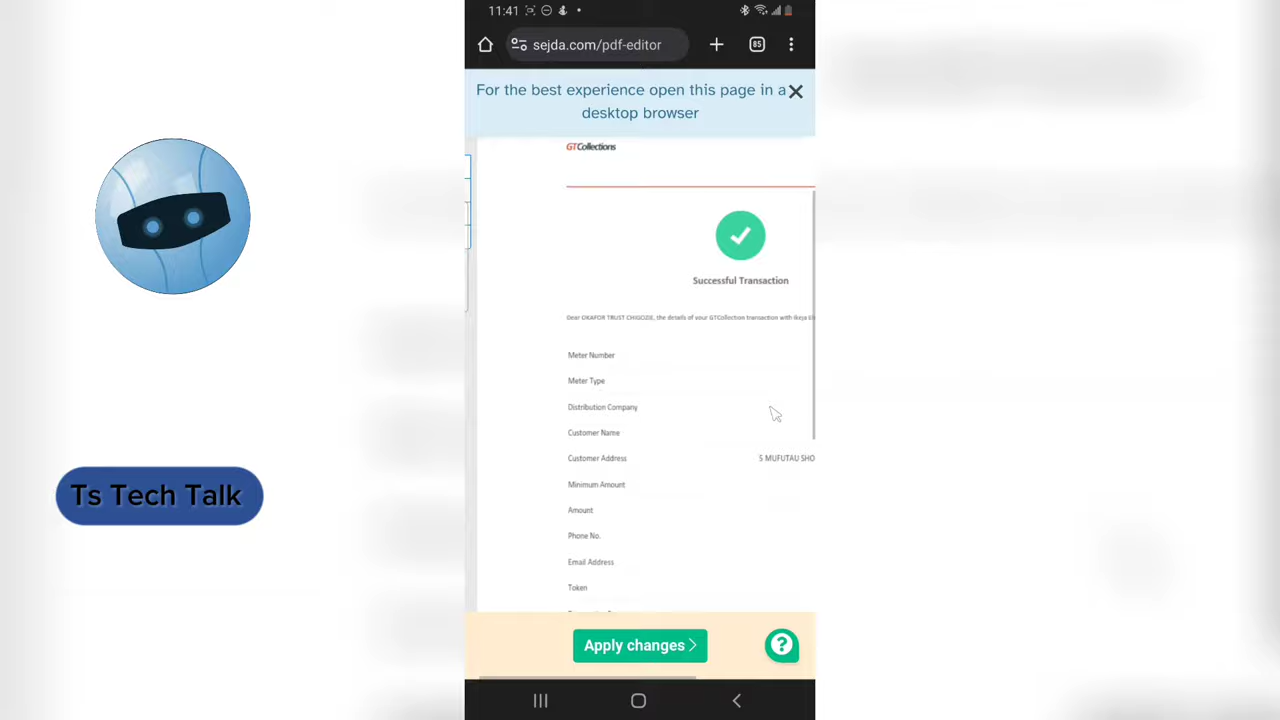 11:41
sejda.com/pdf-editor
85
For the best experience open this page in a
desktop browser
GTCollections
Successful Transaction
Dear OKAFOR TRUST CHIGOZIE, the details of your GTCollection transaction with Ikeja
Meter Number
Meter Type
Distribution Company
Customer Name
Customer Address 5 MUFUTAU SHO
Minimum Amount
Amount
Phone No.
Email Address
Token
Apply changes
?
Ts Tech Talk